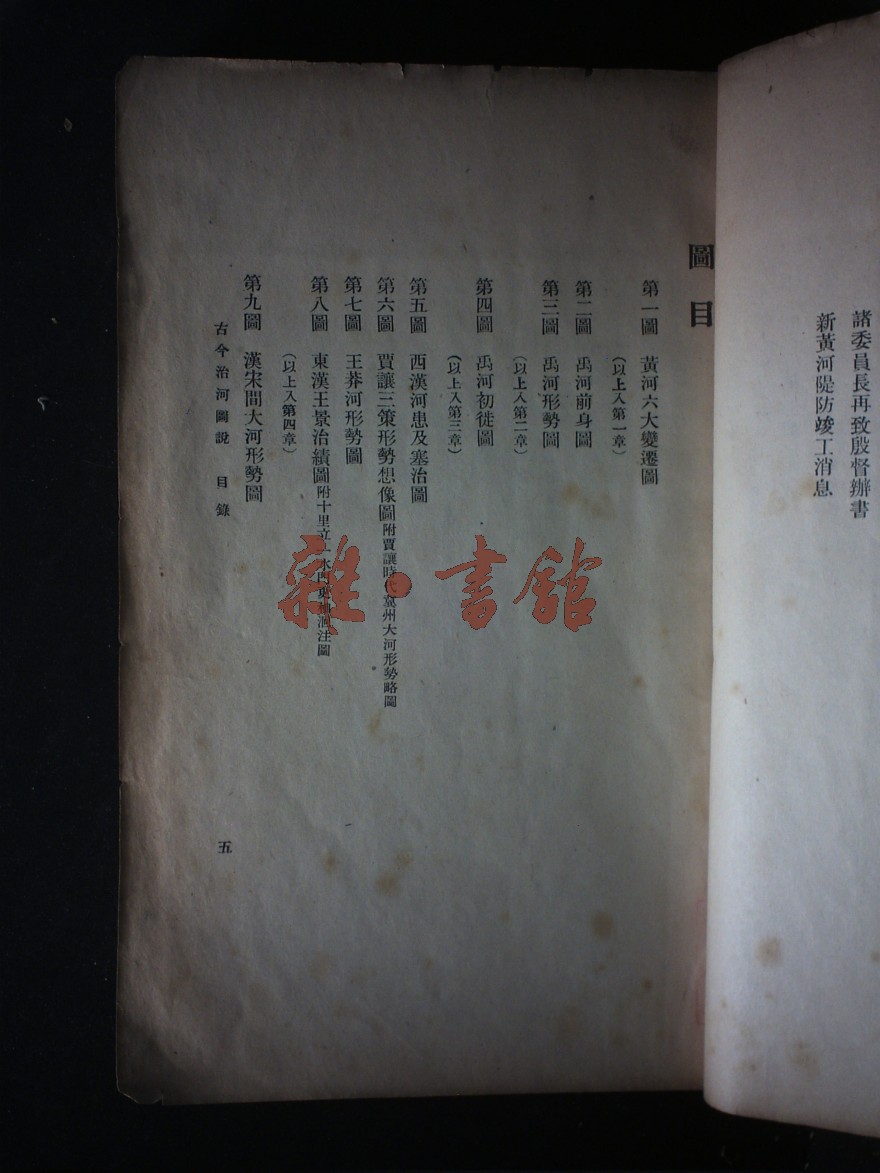 諸委員長再致殷督辦書
新黃河隄防竣工消息
圖目
第一圖 黃河六大變遷圖
(以上入第一章)
第二圖 禹河前身圖
第三圖 禹河形勢圖
(以上入第二章)
第四圖 禹河初徙圖
(以上入第三章)
第五圖 西漢河患及塞治圖
第六圖 賈讓三策形勢想像圖附賈讓時代冀州大河形勢略圖
第七圖 王莽河形勢圖
第八圖 東漢王景治績圖附十里立一水門更相洄注圖
(以上入第四章)
第九圖 漢宋間大河形勢圖
古今治河圖說 目錄 五
雜·書館